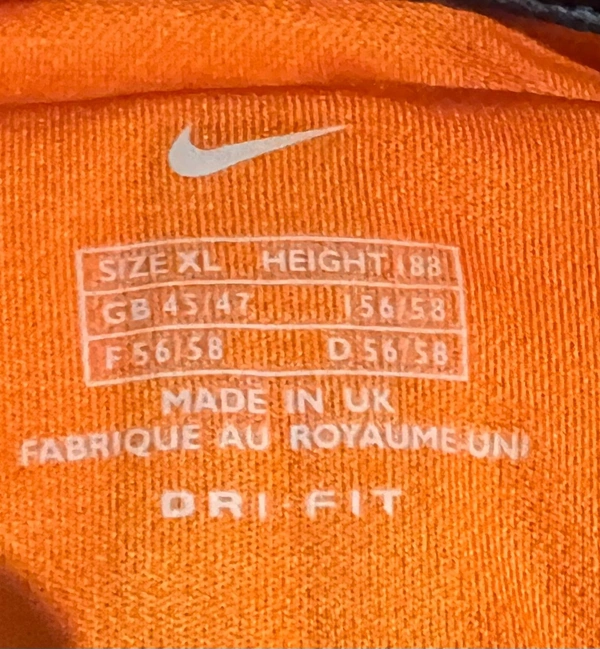 SIZE XL HEIGHT 188
GB 45/47 I 56/58
F 56/58 D 56/58
MADE IN UK
FABRIQUE AU ROYAUME-UNI
DRI-FIT